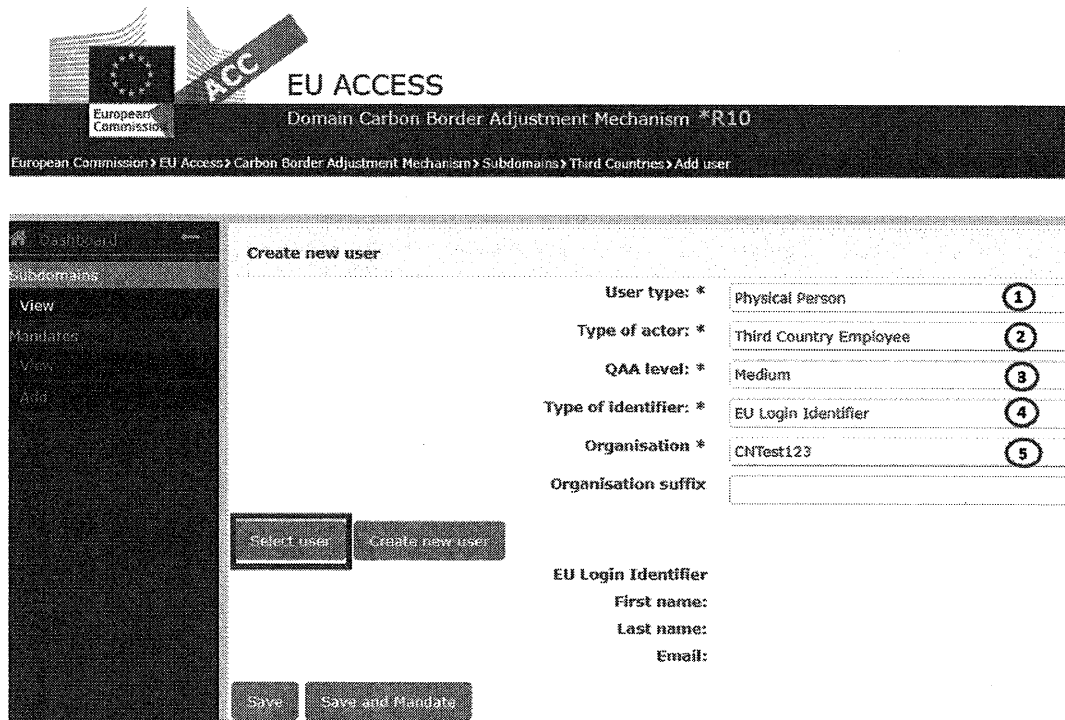 ACC
EU ACCESS
European Commission
Domain Carbon Border Adjustment Mechanism *R10
European Commission > EU Access > Carbon Border Adjustment Mechanism > Subdomains > Third Countries > Add user
Dashboard
Subdomains
View
Mandates
View
Add
Create new user
User type: * Physical Person 1
Type of actor: * Third Country Employee 2
QAA level: * Medium 3
Type of identifier: * EU Login Identifier 4
Organisation * CNTest123 5
Organisation suffix
Select user Create new user
EU Login Identifier
First name:
Last name:
Email:
Save Save and Mandate